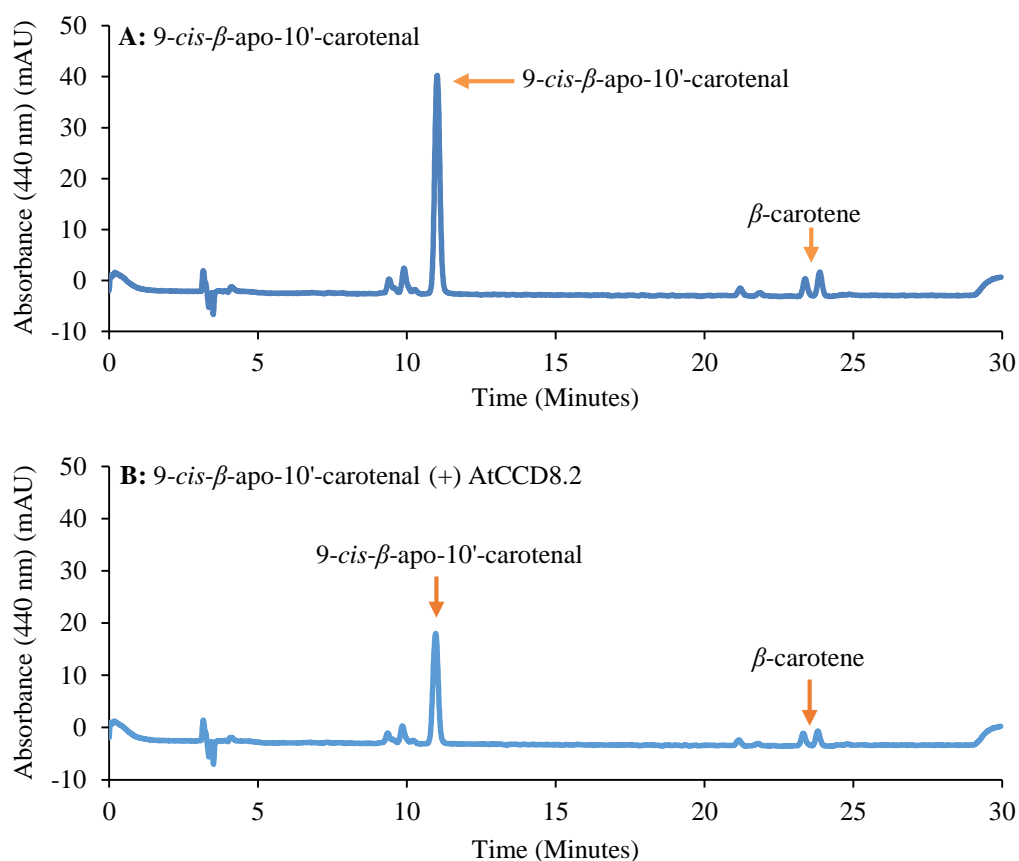 A: 9-cis-β-apo-10'-carotenal
9-cis-β-apo-10'-carotenal
β-carotene
Absorbance (440 nm) (mAU)
50
40
30
20
10
0
-10
0 5 10 15 20 25 30
Time (Minutes)
B: 9-cis-β-apo-10'-carotenal (+) AtCCD8.2
9-cis-β-apo-10'-carotenal
β-carotene
Absorbance (440 nm) (mAU)
50
40
30
20
10
0
-10
0 5 10 15 20 25 30
Time (Minutes)